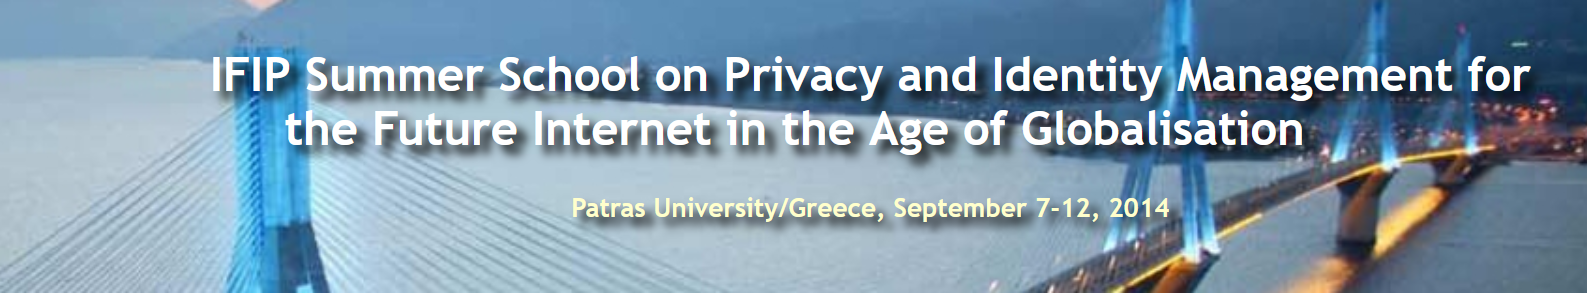 IFIP Summer School on Privacy and Identity Management for
the Future Internet in the Age of Globalisation
Patras University/Greece, September 7-12, 2014